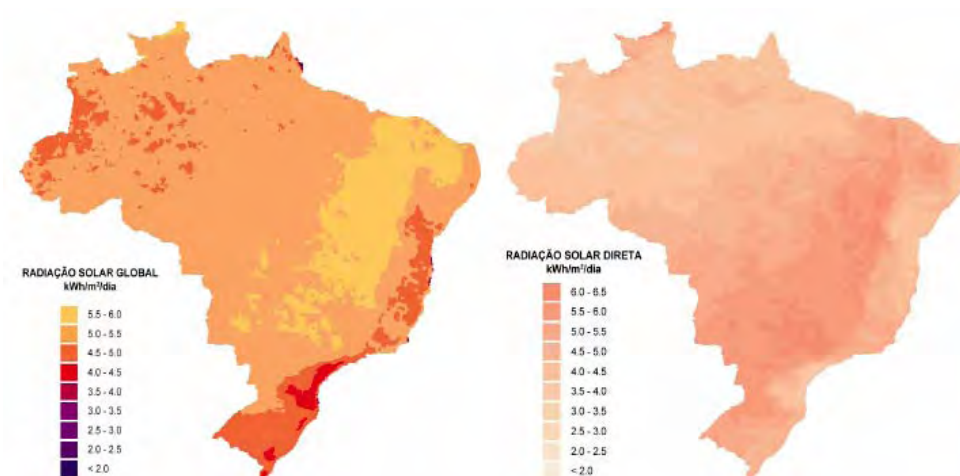 RADIAÇÃO SOLAR GLOBAL
kWh/m²/dia
5.5 - 6.0
5.0 - 5.5
4.5 - 5.0
4.0 - 4.5
3.5 - 4.0
3.0 - 3.5
2.5 - 3.0
2.0 - 2.5
< 2.0
RADIAÇÃO SOLAR DIRETA
kWh/m²/dia
6.0 - 6.5
5.5 - 6.0
5.0 - 5.5
4.5 - 5.0
4.0 - 4.5
3.5 - 4.0
3.0 - 3.5
2.5 - 3.0
2.0 - 2.5
< 2.0